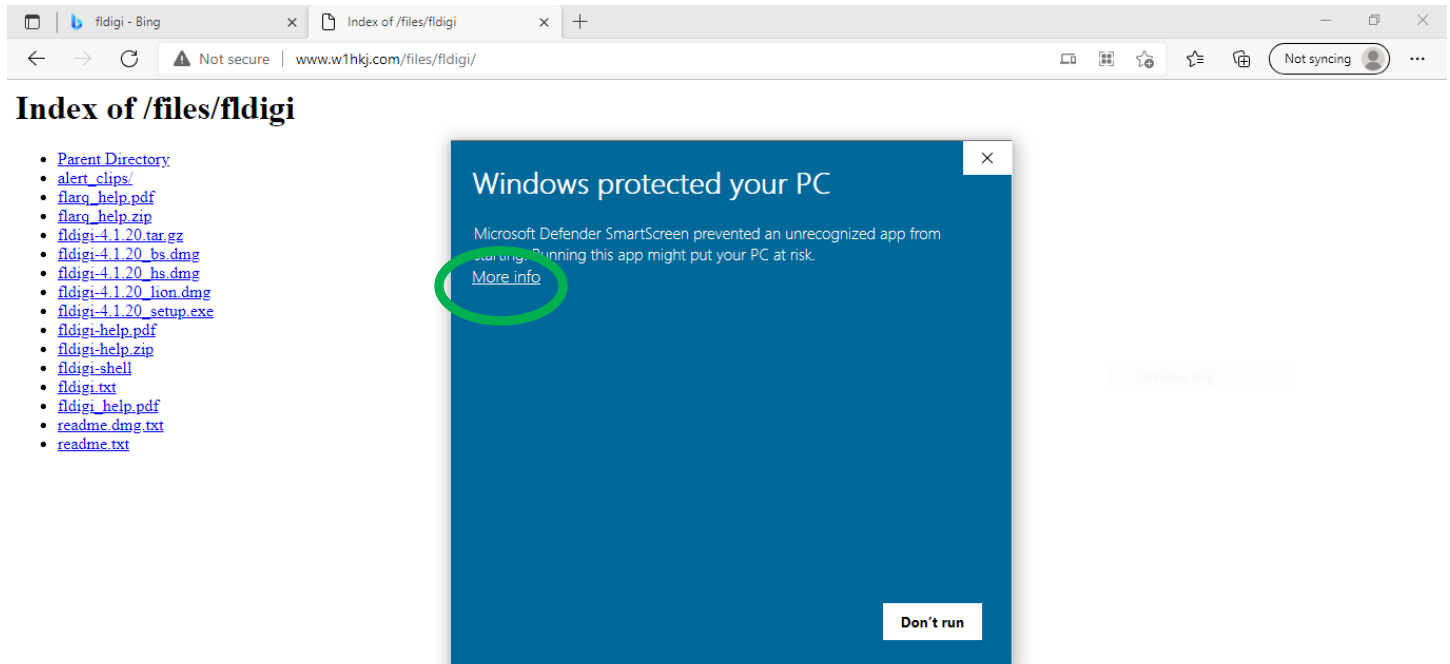 fldigi - Bing
Index of /files/fldigi
Not secure
www.w1hkj.com/files/fldigi/
Not syncing
Index of /files/fldigi
Parent Directory
alert_clips/
flarq_help.pdf
flarq_help.zip
fldigi-4.1.20.tar.gz
fldigi-4.1.20_bs.dmg
fldigi-4.1.20_hs.dmg
fldigi-4.1.20_lion.dmg
fldigi-4.1.20_setup.exe
fldigi-help.pdf
fldigi-help.zip
fldigi-shell
fldigi.txt
fldigi_help.pdf
readme.dmg.txt
readme.txt
Windows protected your PC
Microsoft Defender SmartScreen prevented an unrecognized app from
starting. Running this app might put your PC at risk.
More info
Don't run
Window Snip